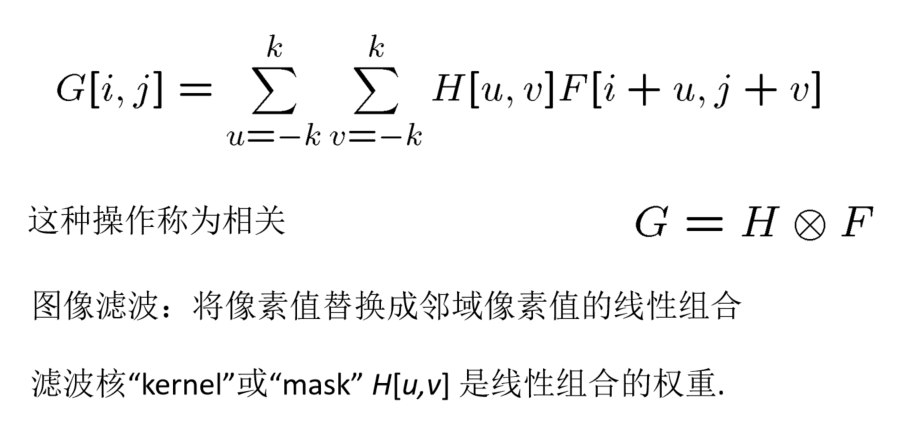 G[i, j] = \sum_{u=-k}^{k} \sum_{v=-k}^{k} H[u, v]F[i + u, j + v]
这种操作称为相关 G = H ⊗ F
图像滤波：将像素值替换成邻域像素值的线性组合
滤波核“kernel”或“mask” H[u,v] 是线性组合的权重.